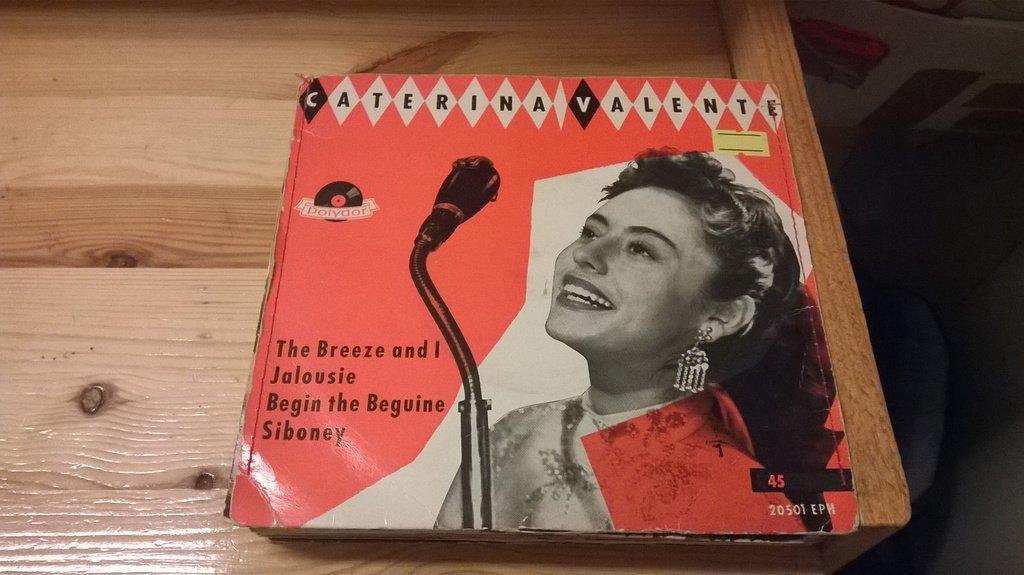 CATERINA VALENTE
Polydor
The Breeze and I
Jalousie
Begin the Beguine
Siboney
45
20501 EPH